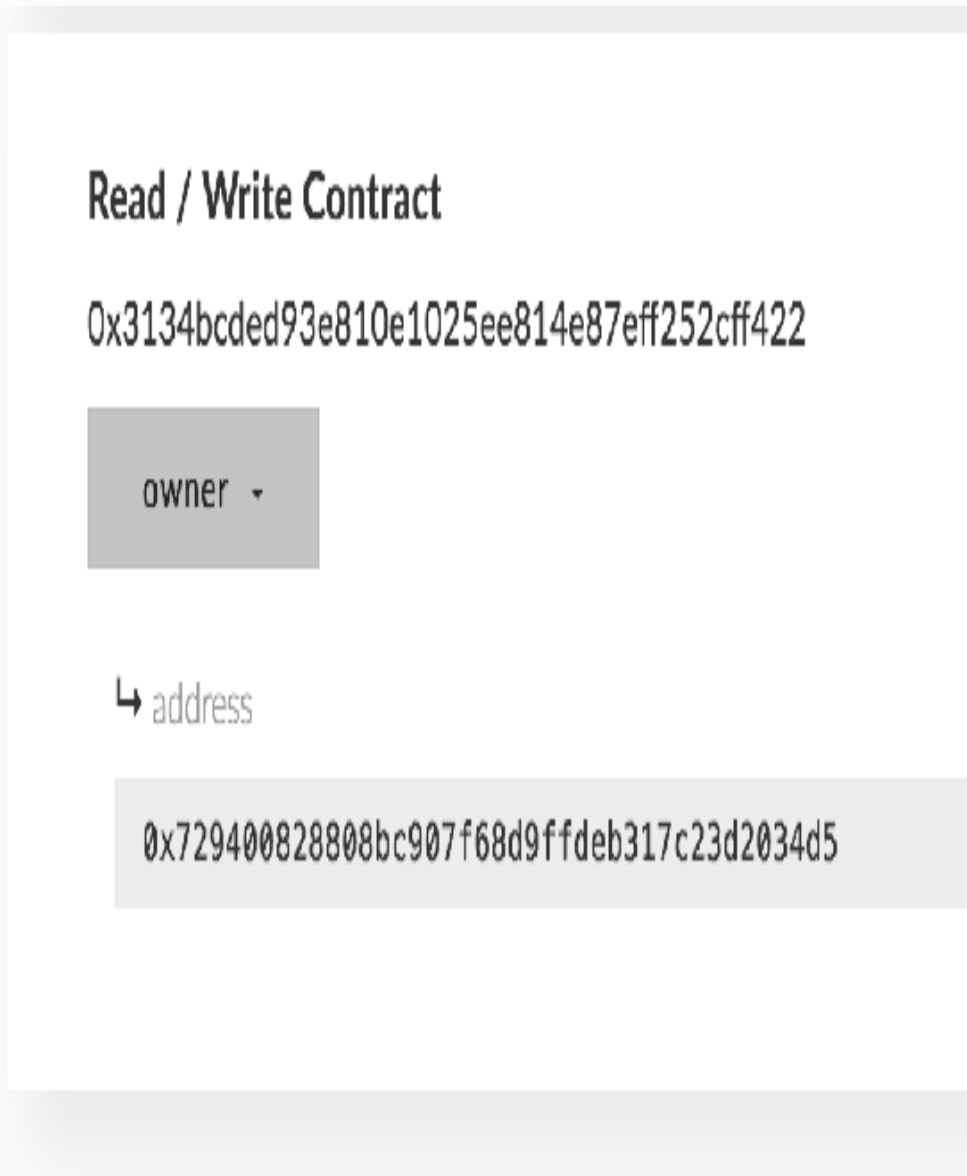 Read / Write Contract
0x3134bcded93e810e1025ee814e87eff252cff422
owner
address
0x729400828808bc907f68d9ffdeb317c23d2034d5